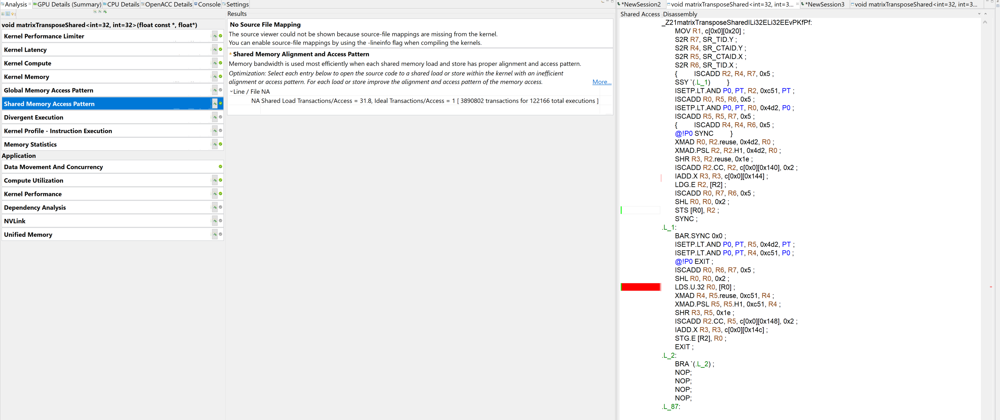 Analysis GPU Details (Summary) CPU Details OpenACC Details Console Settings
void matrixTransposeShared<int=32, int=32>(float const *, float*)
Kernel Performance Limiter
Kernel Latency
Kernel Compute
Kernel Memory
Global Memory Access Pattern
Shared Memory Access Pattern
Divergent Execution
Kernel Profile - Instruction Execution
Memory Statistics
Application
Data Movement And Concurrency
Compute Utilization
Kernel Performance
Dependency Analysis
NVLink
Unified Memory
Results
No Source File Mapping
The source viewer could not be shown because source-file mappings are missing from the kernel.
You can enable source-file mappings by using the -lineinfo flag when compiling the kernels.
Shared Memory Alignment and Access Pattern
Memory bandwidth is used most efficiently when each shared memory load and store has proper alignment and access pattern.
Optimization: Select each entry below to open the source code to a shared load or store within the kernel with an inefficient
alignment or access pattern. For each load or store improve the alignment and access pattern of the memory access. More...
Line / File NA
NA Shared Load Transactions/Access = 31.8, Ideal Transactions/Access = 1 [ 3890802 transactions for 122166 total executions ]
*NewSession2 void matrixTransposeShared<int=32, int=3... *NewSession3 void matrixTransposeShared<int=32, int=3...
Shared Access Disassembly
_Z21matrixTransposeSharedILi32ELi32EEvPKfPf:
MOV R1, c[0x0][0x20] ;
S2R R7, SR_TID.Y ;
S2R R4, SR_CTAID.Y ;
S2R R5, SR_CTAID.X ;
S2R R6, SR_TID.X ;
{ ISCADD R2, R4, R7, 0x5 ;
SSY `(.L_1) }
ISETP.LT.AND P0, PT, R2, 0xc51, PT ;
ISCADD R0, R5, R6, 0x5 ;
ISETP.LT.AND P0, PT, R0, 0x4d2, P0 ;
ISCADD R5, R5, R7, 0x5 ;
{ ISCADD R4, R4, R6, 0x5 ;
@!P0 SYNC }
XMAD R0, R2.reuse, 0x4d2, R0 ;
XMAD.PSL R2, R2.H1, 0x4d2, R0 ;
SHR R3, R2.reuse, 0x1e ;
ISCADD R2.CC, R2, c[0x0][0x140], 0x2 ;
IADD.X R3, R3, c[0x0][0x144] ;
LDG.E R2, [R2] ;
ISCADD R0, R7, R6, 0x5 ;
SHL R0, R0, 0x2 ;
STS [R0], R2 ;
SYNC ;
.L_1:
BAR.SYNC 0x0 ;
ISETP.LT.AND P0, PT, R5, 0x4d2, PT ;
ISETP.LT.AND P0, PT, R4, 0xc51, P0 ;
@!P0 EXIT ;
ISCADD R0, R6, R7, 0x5 ;
SHL R0, R0, 0x2 ;
LDS.U.32 R0, [R0] ;
XMAD R4, R5.reuse, 0xc51, R4 ;
XMAD.PSL R5, R5.H1, 0xc51, R4 ;
SHR R3, R5, 0x1e ;
ISCADD R2.CC, R5, c[0x0][0x148], 0x2 ;
IADD.X R3, R3, c[0x0][0x14c] ;
STG.E [R2], R0 ;
EXIT ;
.L_2:
BRA `(.L_2) ;
NOP;
NOP;
NOP;
NOP;
.L_87: